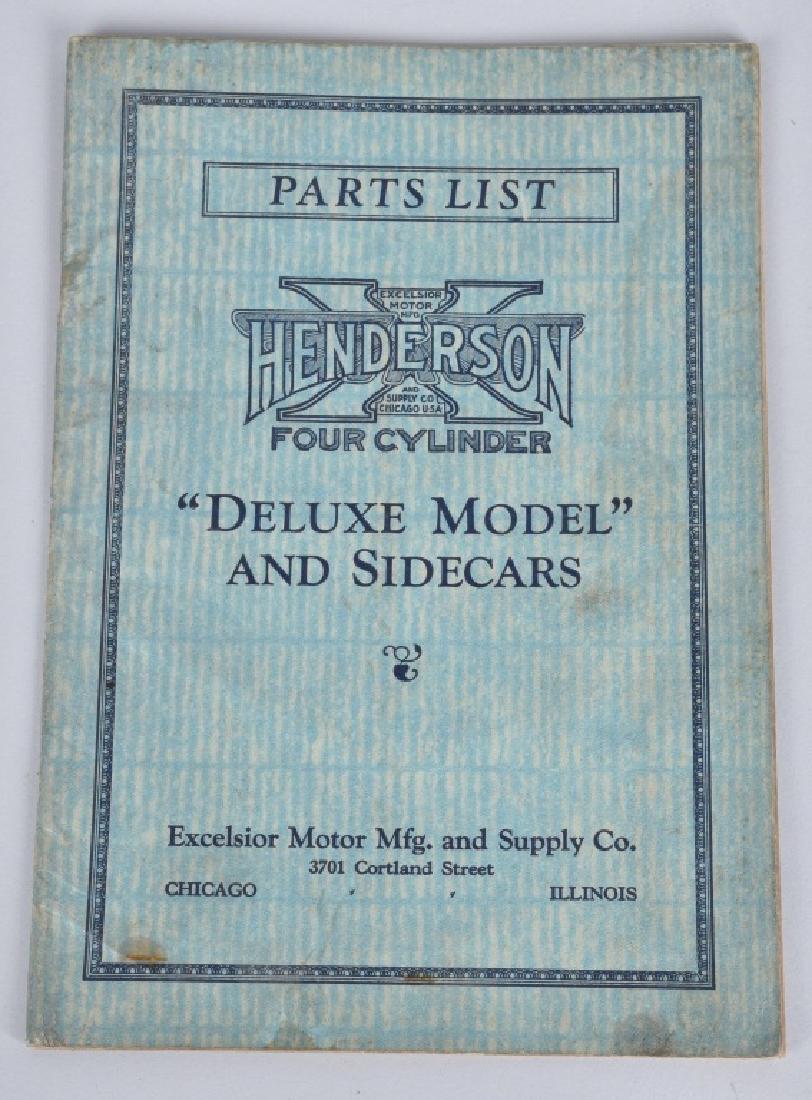 PARTS LIST
EXCELSIOR
MOTOR
MFG
HENDERSON
AND
SUPPLY CO
CHICAGO U.S.A
FOUR CYLINDER
“DELUXE MODEL”
AND SIDECARS
Excelsior Motor Mfg. and Supply Co.
3701 Cortland Street
CHICAGO ILLINOIS